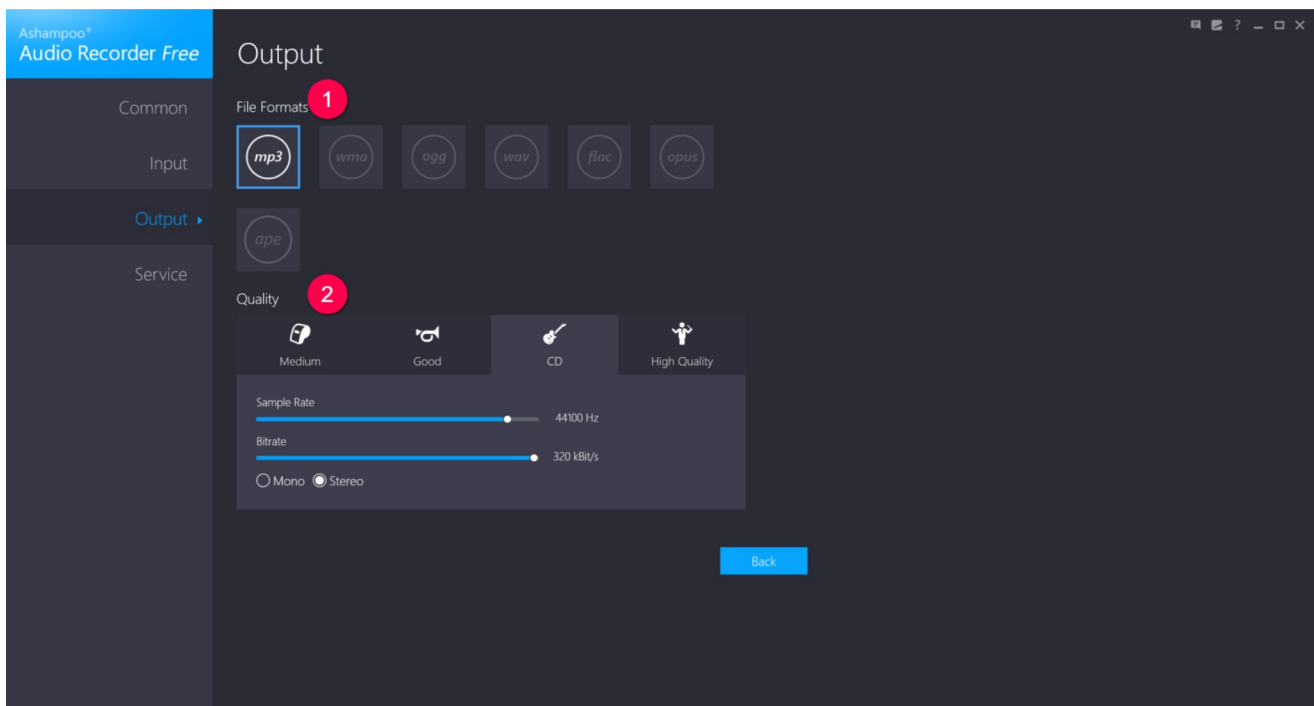 Ashampoo®
Audio Recorder Free
Output
Common
Input
Output
Service
File Formats
1
mp3
wma
ogg
wav
flac
opus
ape
Quality
2
Medium
Good
CD
High Quality
Sample Rate
44100 Hz
Bitrate
320 kBit/s
Mono
Stereo
Back
?